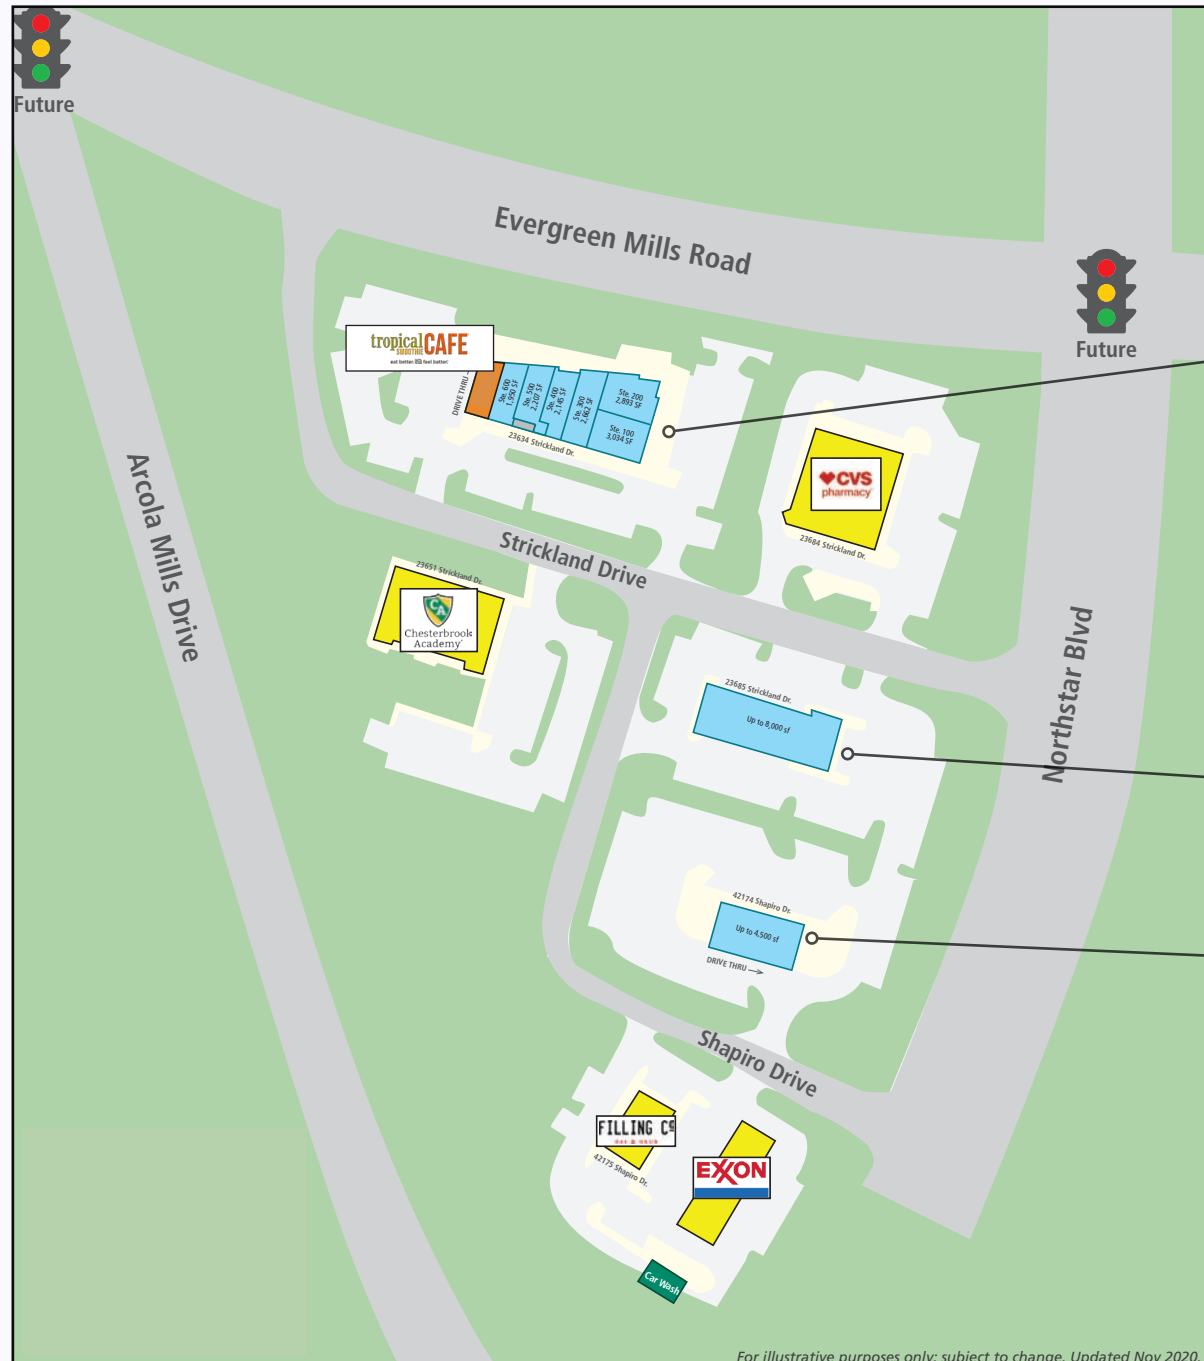 Future
Evergreen Mills Road
Future
tropical
SMOOTHIE
CAFE
eat better. feel better.
DRIVE THRU
Ste. 600
1,950 SF
Ste. 500
2,207 SF
Ste. 400
2,145 SF
Ste. 300
2,662 SF
Ste. 200
2,893 SF
Ste. 100
3,034 SF
23634 Strickland Dr.
CVS
pharmacy
23684 Strickland Dr.
Arcola Mills Drive
Strickland Drive
23651 Strickland Dr.
CA
Chesterbrook
Academy
Northstar Blvd
23685 Strickland Dr.
Up to 8,000 sf
42174 Shapiro Dr.
Up to 4,500 sf
DRIVE THRU
Shapiro Drive
FILLING CO
GAS & GRUB
42175 Shapiro Dr.
EXXON
Car Wash
For illustrative purposes only; subject to change. Updated Nov 2020.